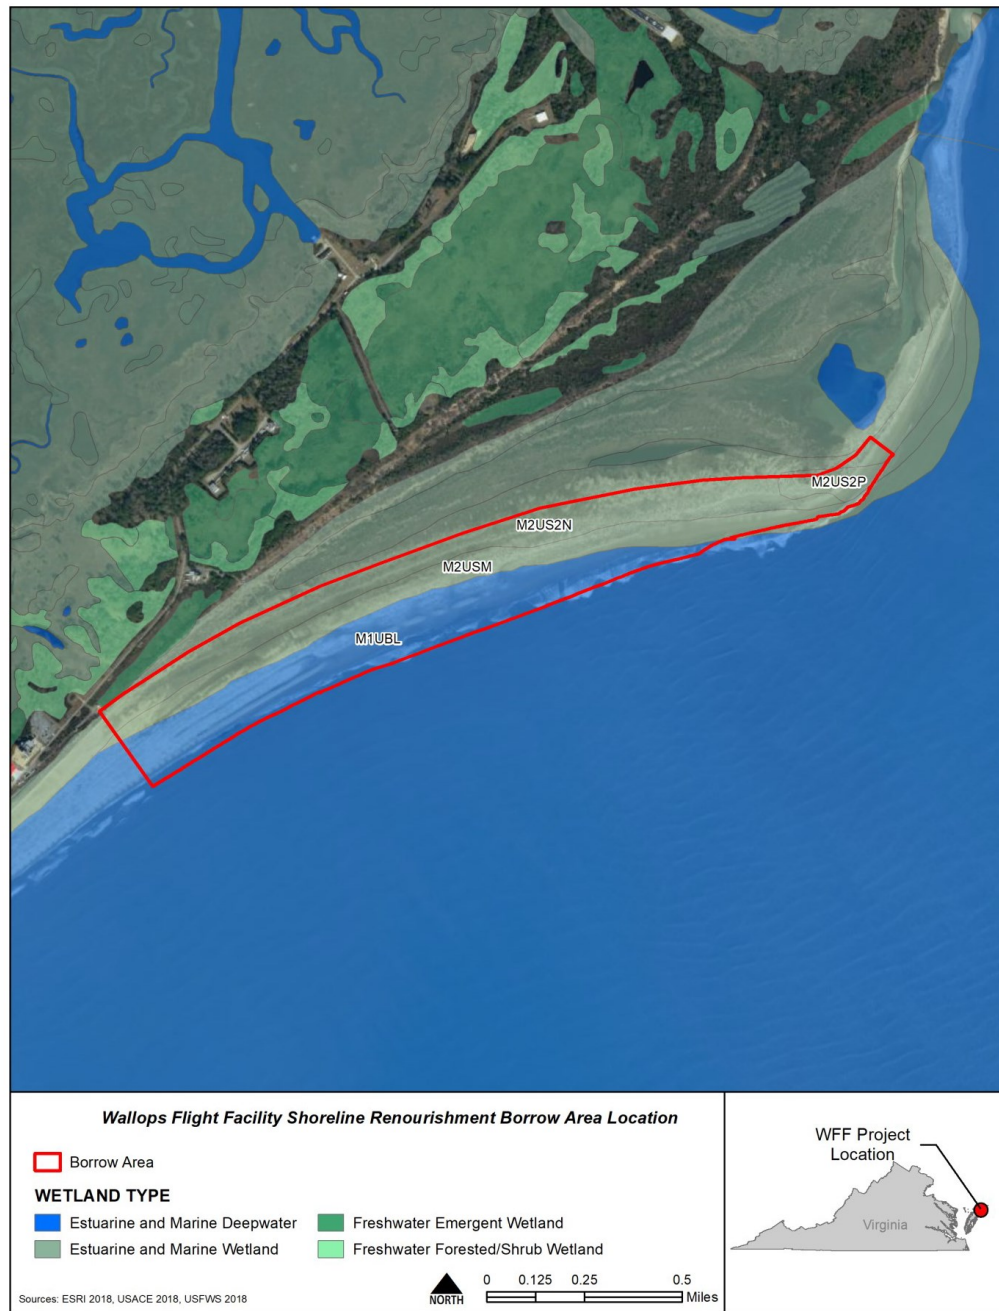 M2US2P
M2US2N
M2USM
M1UBL
Wallops Flight Facility Shoreline Renourishment Borrow Area Location
Borrow Area
WETLAND TYPE
Estuarine and Marine Deepwater
Estuarine and Marine Wetland
Freshwater Emergent Wetland
Freshwater Forested/Shrub Wetland
Sources: ESRI 2018, USACE 2018, USFWS 2018
NORTH
0 0.125 0.25 0.5
Miles
WFF Project
Location
Virginia